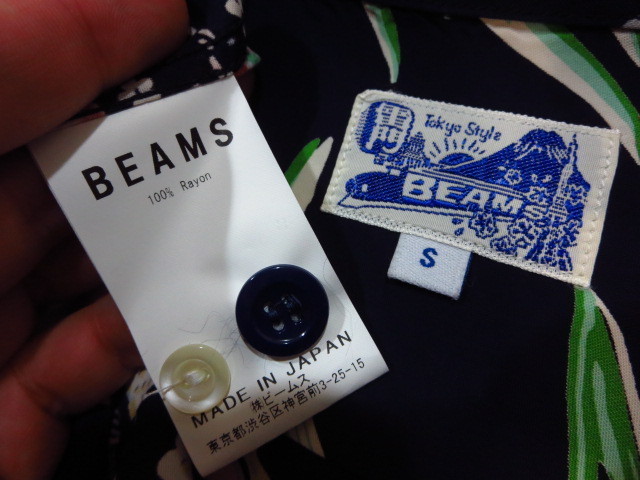 BEAMS
100% Rayon
MADE IN JAPAN
㈱ビームス
東京都渋谷区神宮前3-25-15
Tokyo Style
BEAM
S